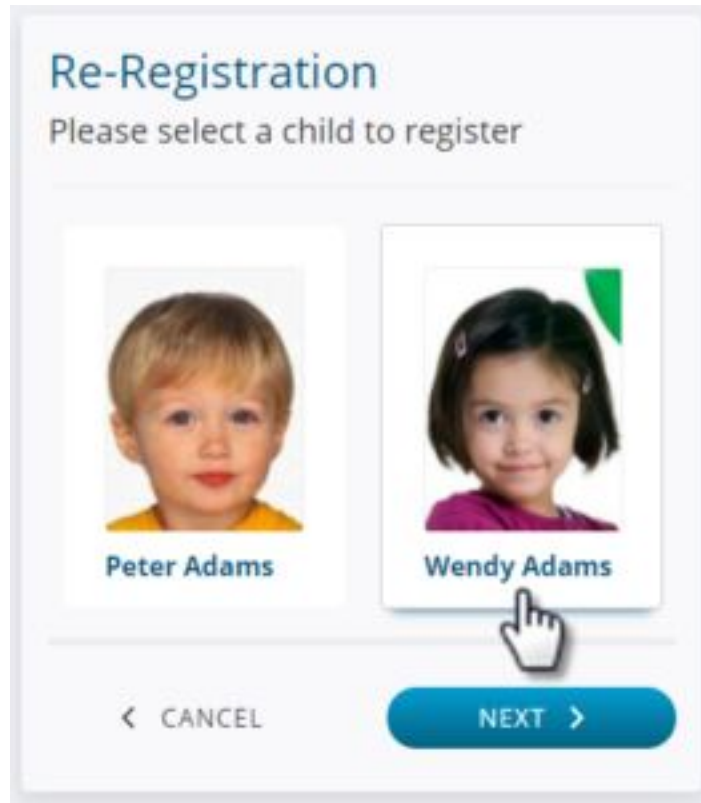 Re-Registration
Please select a child to register
Peter Adams
Wendy Adams
CANCEL
NEXT